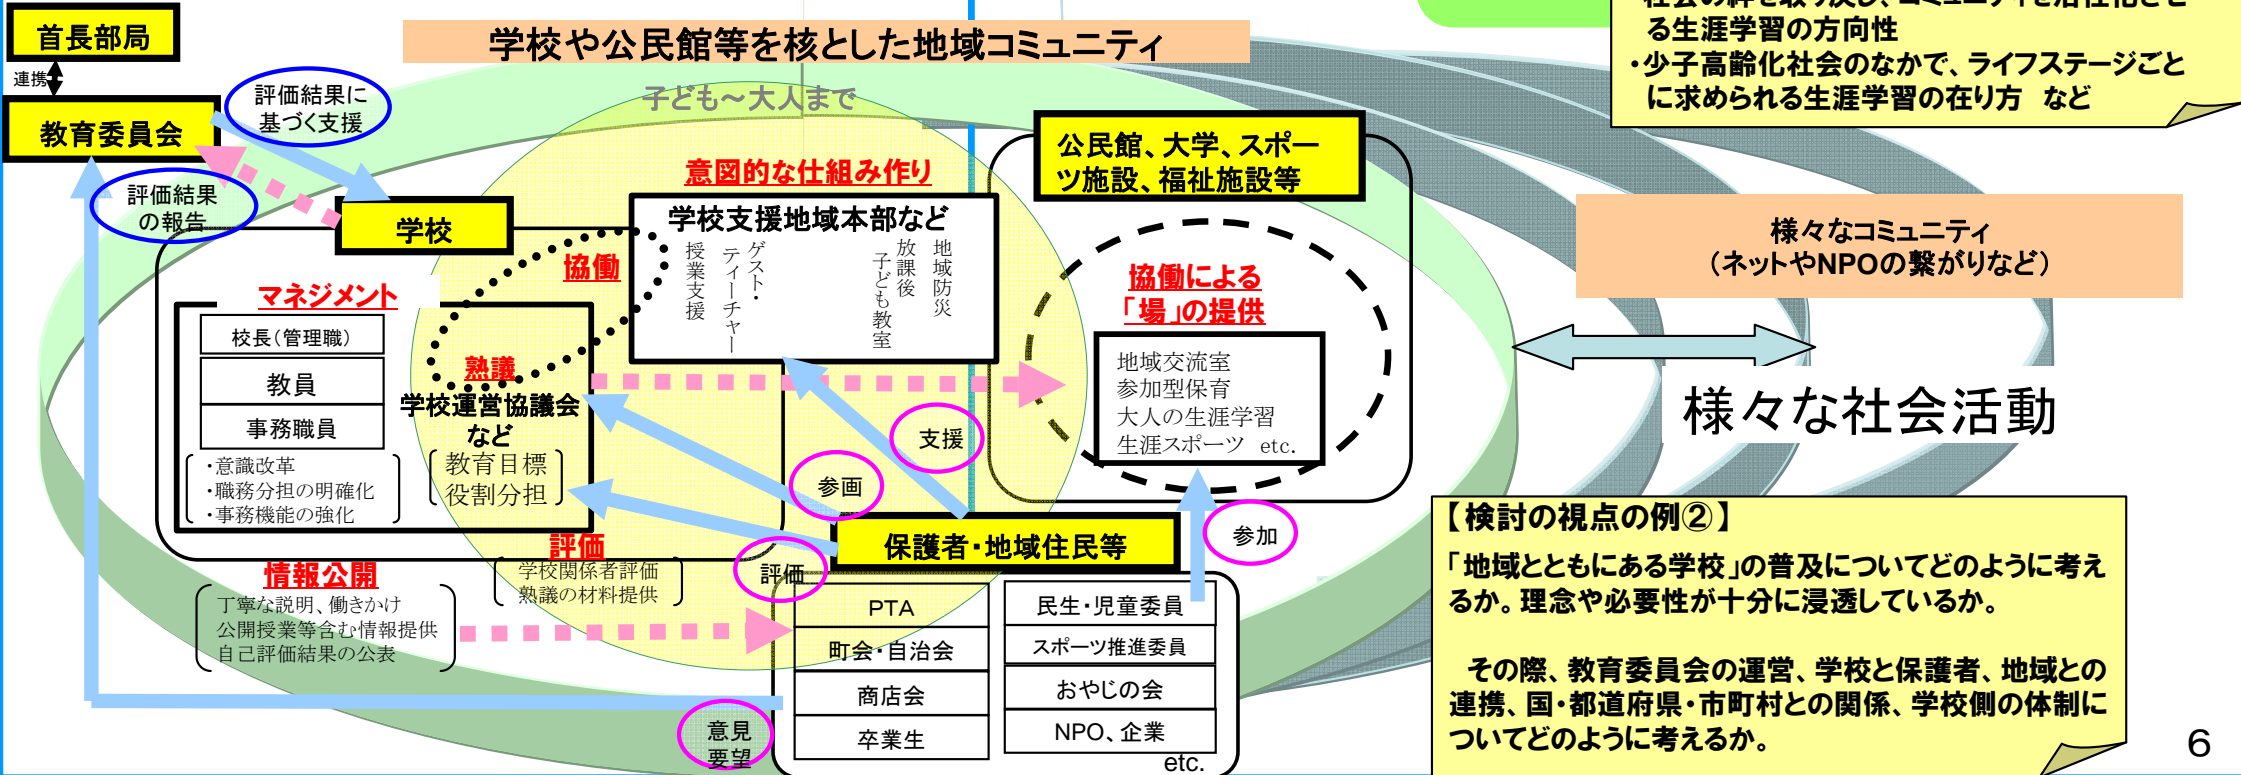 首長部局
連携
教育委員会
評価結果に
基づく支援
評価結果
の報告
学校や公民館等を核とした地域コミュニティ
子ども～大人まで
意図的な仕組み作り
学校支援地域本部など
授業支援
ゲスト・
ティーチャー
放課後
子ども教室
地域防災
学校
協働
マネジメント
校長(管理職)
教員
事務職員
・意識改革
・職務分担の明確化
・事務機能の強化
熟議
学校運営協議会
など
教育目標
役割分担
公民館、大学、スポー
ツ施設、福祉施設等
協働による
「場」の提供
地域交流室
参加型保育
大人の生涯学習
生涯スポーツ etc.
支援
参画
評価
参加
意見
要望
評価
学校関係者評価
熟議の材料提供
情報公開
丁寧な説明、働きかけ
公開授業等含む情報提供
自己評価結果の公表
保護者・地域住民等
PTA
町会・自治会
商店会
卒業生
民生・児童委員
スポーツ推進委員
おやじの会
NPO、企業
etc.
る生涯学習の方向性
・少子高齢化社会のなかで、ライフステージごと
に求められる生涯学習の在り方 など
様々なコミュニティ
(ネットやNPOの繋がりなど)
様々な社会活動
【検討の視点の例②】
「地域とともにある学校」の普及についてどのように考え
るか。理念や必要性が十分に浸透しているか。
その際、教育委員会の運営、学校と保護者、地域との
連携、国・都道府県・市町村との関係、学校側の体制に
ついてどのように考えるか。
6